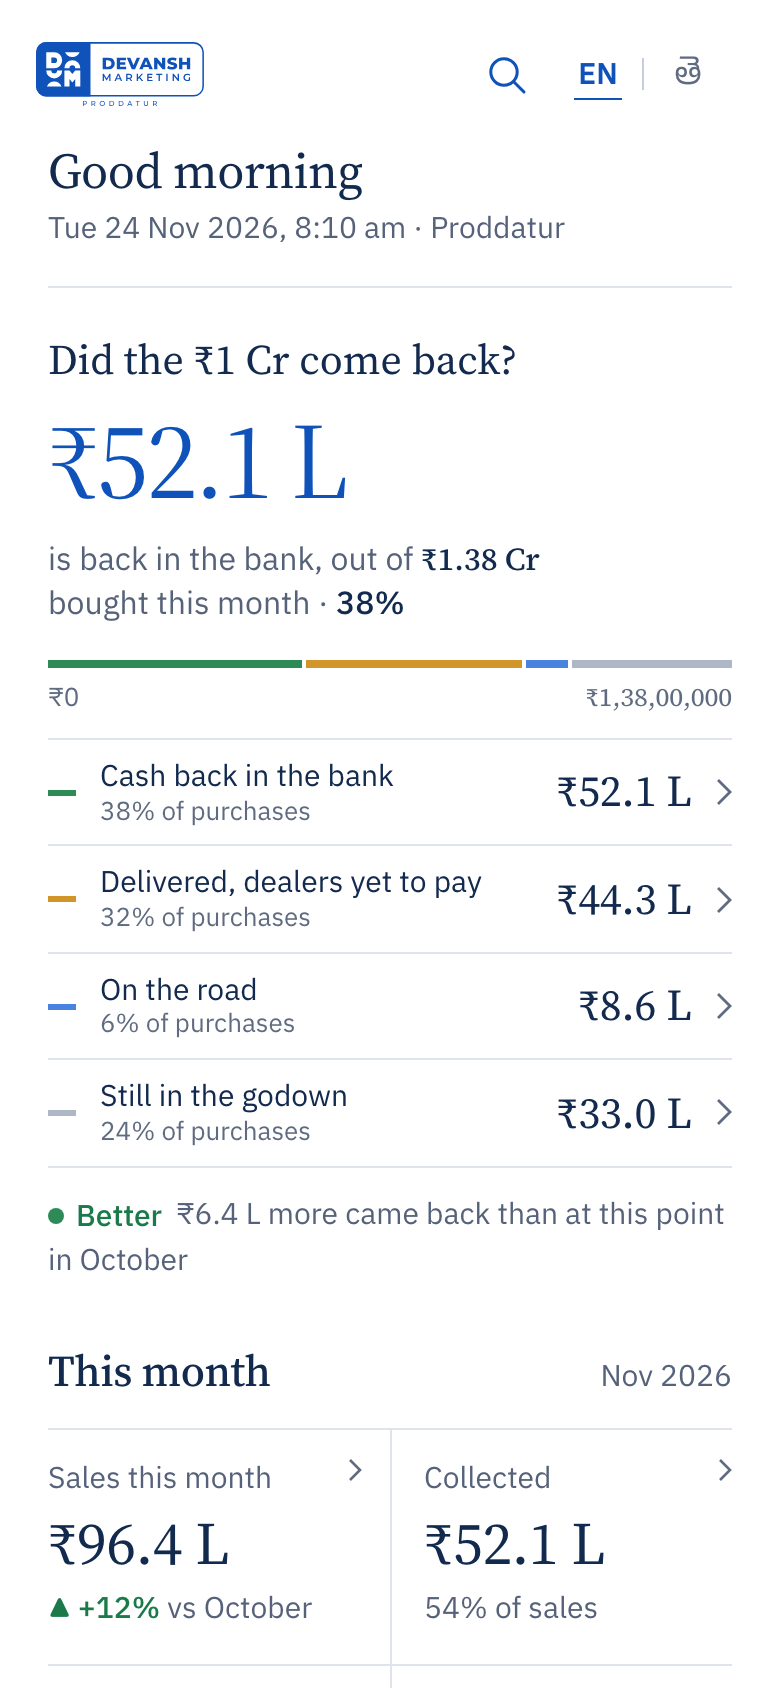 DEVANSH
MARKETING
PRODDATUR
EN
తె
Good morning
Tue 24 Nov 2026, 8:10 am · Proddatur
Did the ₹1 Cr come back?
₹52.1 L
is back in the bank, out of ₹1.38 Cr
bought this month · 38%
₹0
₹1,38,00,000
Cash back in the bank
₹52.1 L
38% of purchases
Delivered, dealers yet to pay
₹44.3 L
32% of purchases
On the road
₹8.6 L
6% of purchases
Still in the godown
₹33.0 L
24% of purchases
Better ₹6.4 L more came back than at this point
in October
This month
Nov 2026
Sales this month
₹96.4 L
+12% vs October
Collected
₹52.1 L
54% of sales